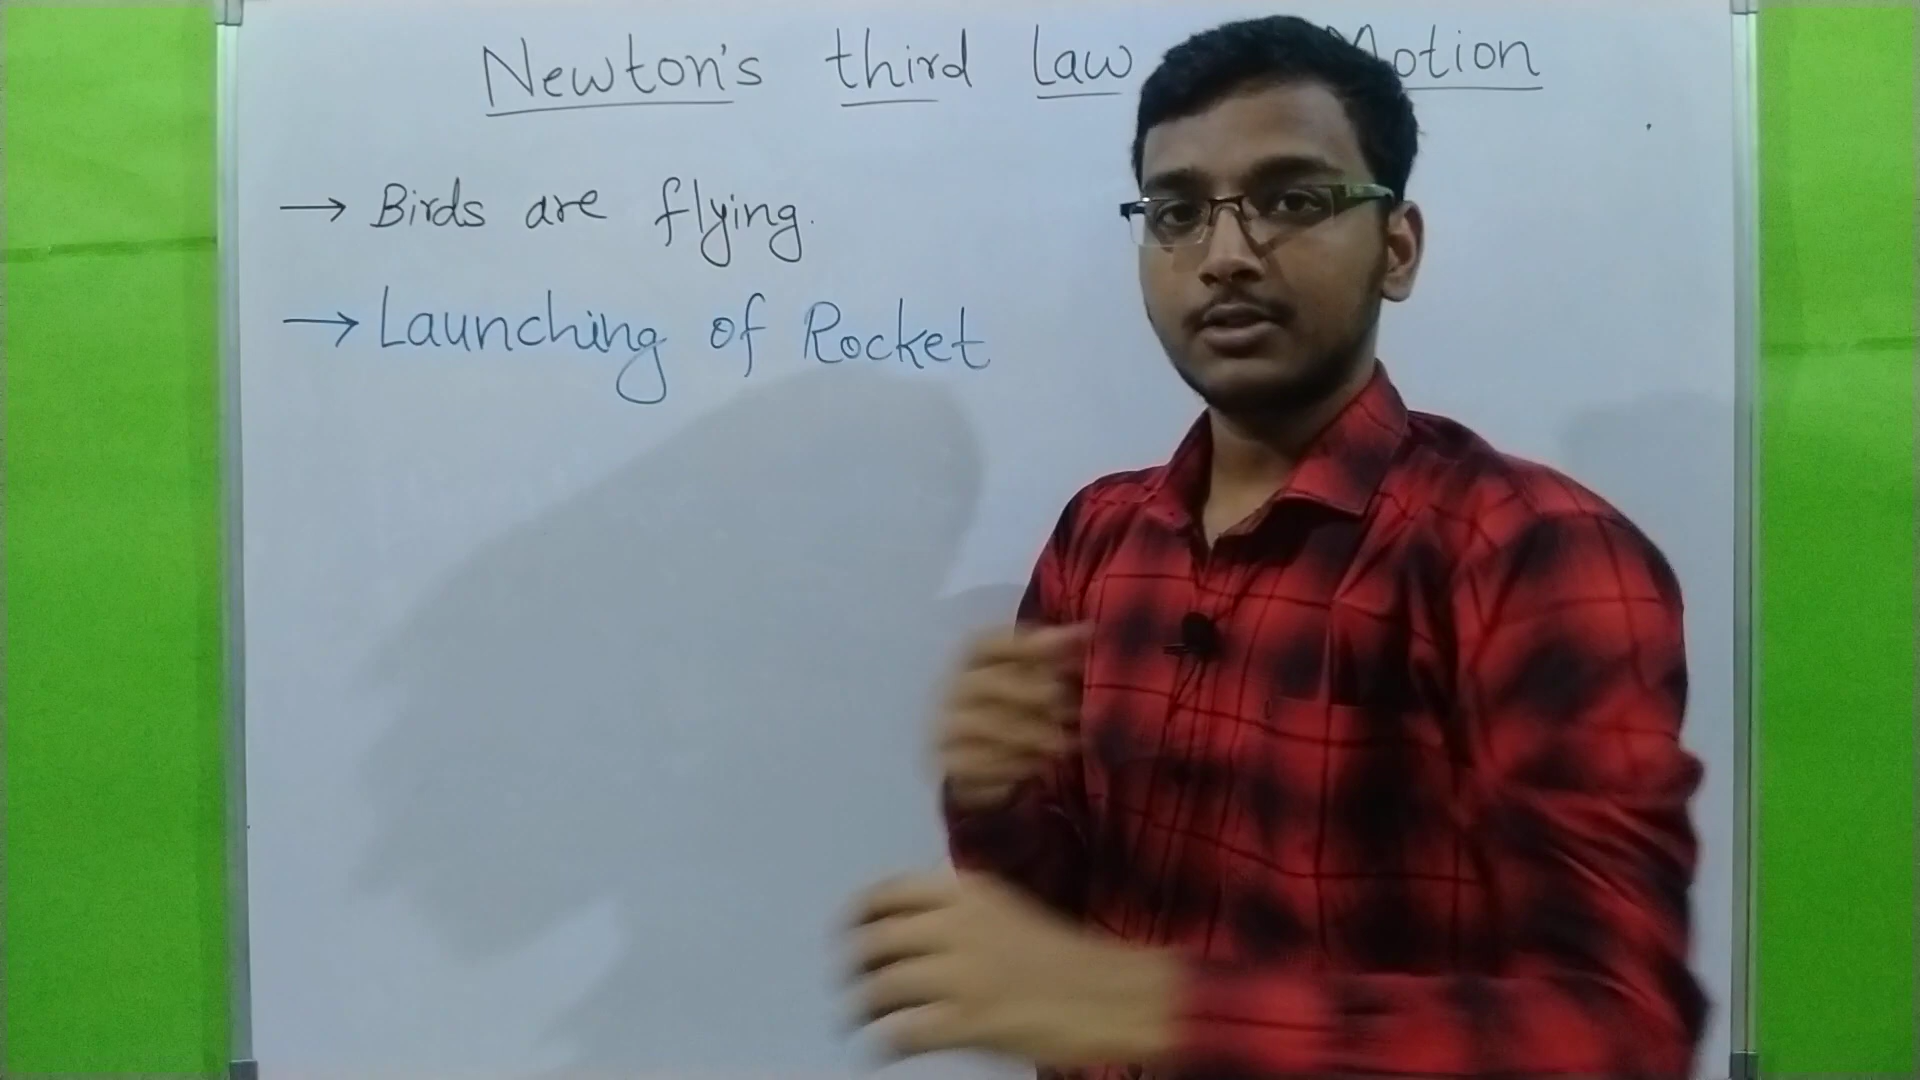 Newton's third law Motion
→ Birds are flying.
→ Launching of Rocket